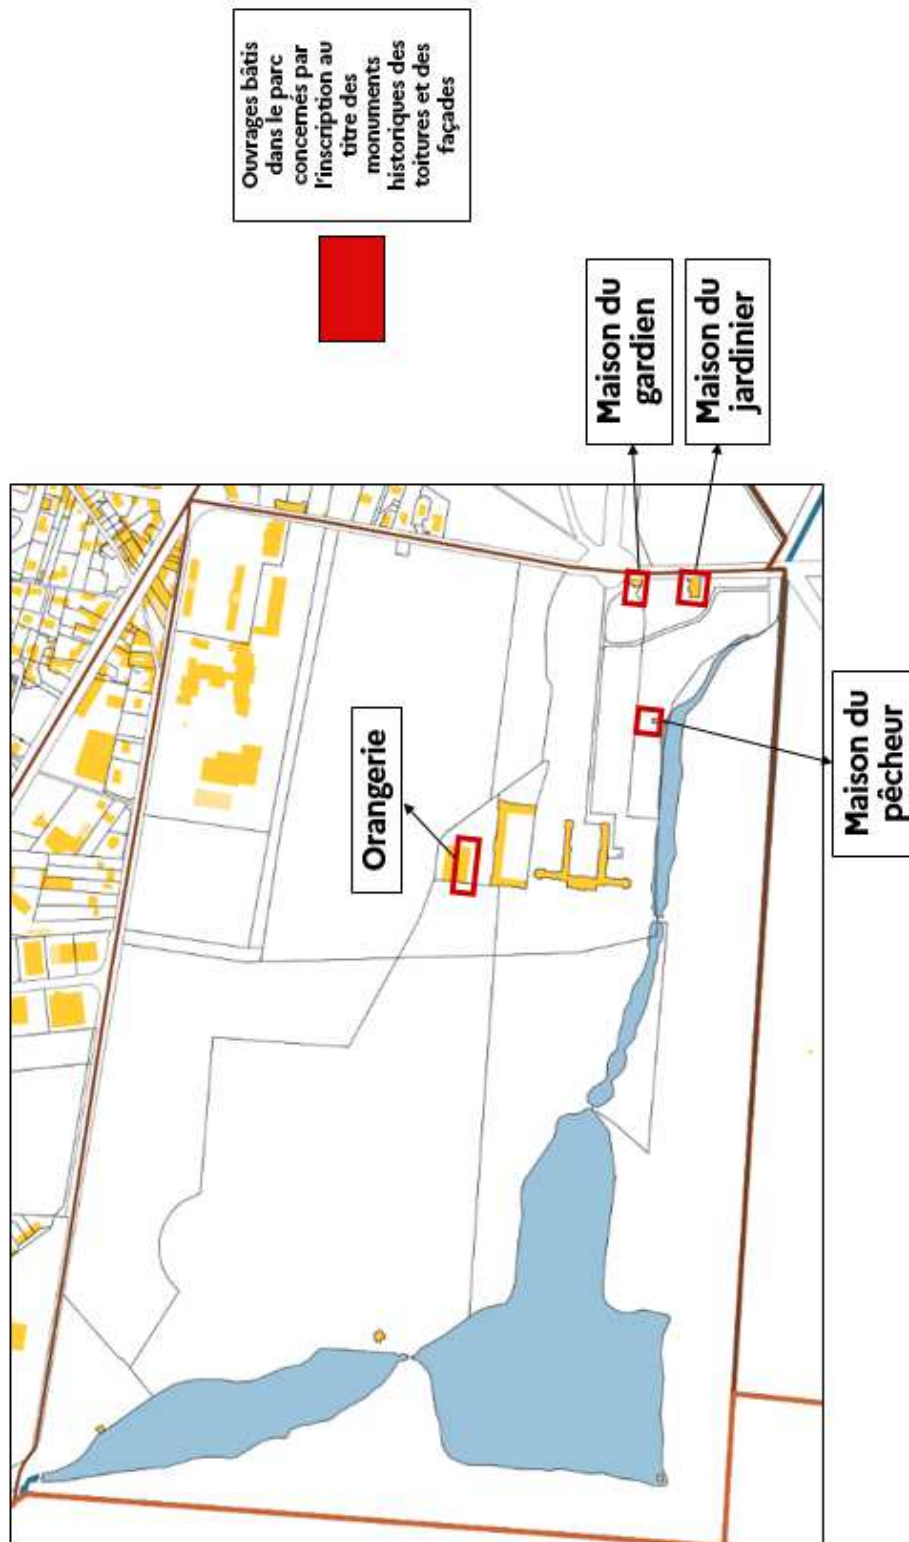 Ouvrages bâtis
dans le parc
concernés par
l'inscription au
titre des
monuments
historiques des
toitures et des
façades
Orangerie
Maison du
gardien
Maison du
jardinier
Maison du
pêcheur